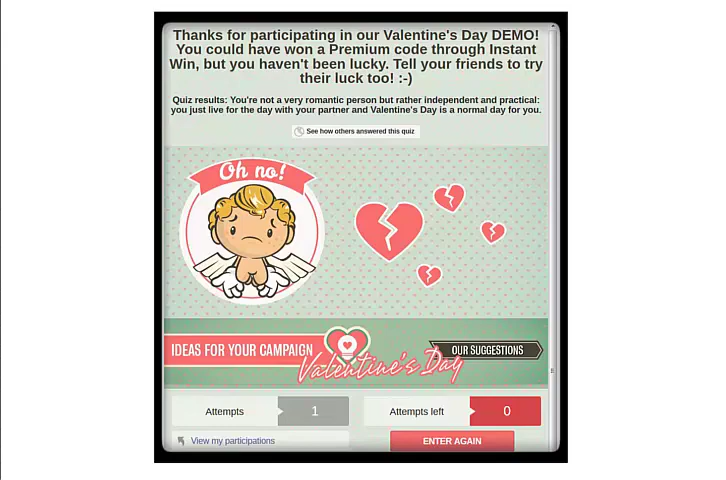 Thanks for participating in our Valentine's Day DEMO!
You could have won a Premium code through Instant
Win, but you haven't been lucky. Tell your friends to try
their luck too! :-)
Quiz results: You're not a very romantic person but rather independent and practical:
you just live for the day with your partner and Valentine's Day is a normal day for you.
See how others answered this quiz
Oh no!
IDEAS FOR YOUR CAMPAIGN
Valentine's Day
OUR SUGGESTIONS
Attempts 1 Attempts left 0
View my participations ENTER AGAIN